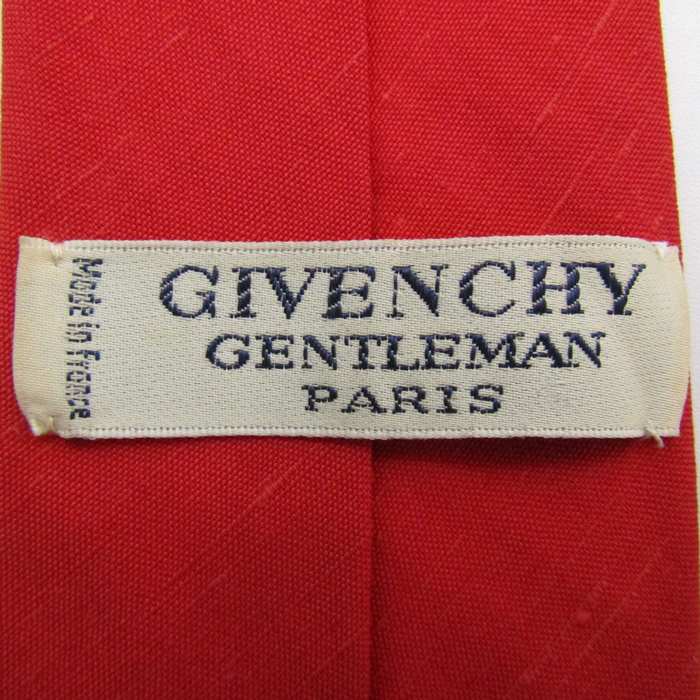 GIVENCHY
GENTLEMAN
PARIS
Made in France